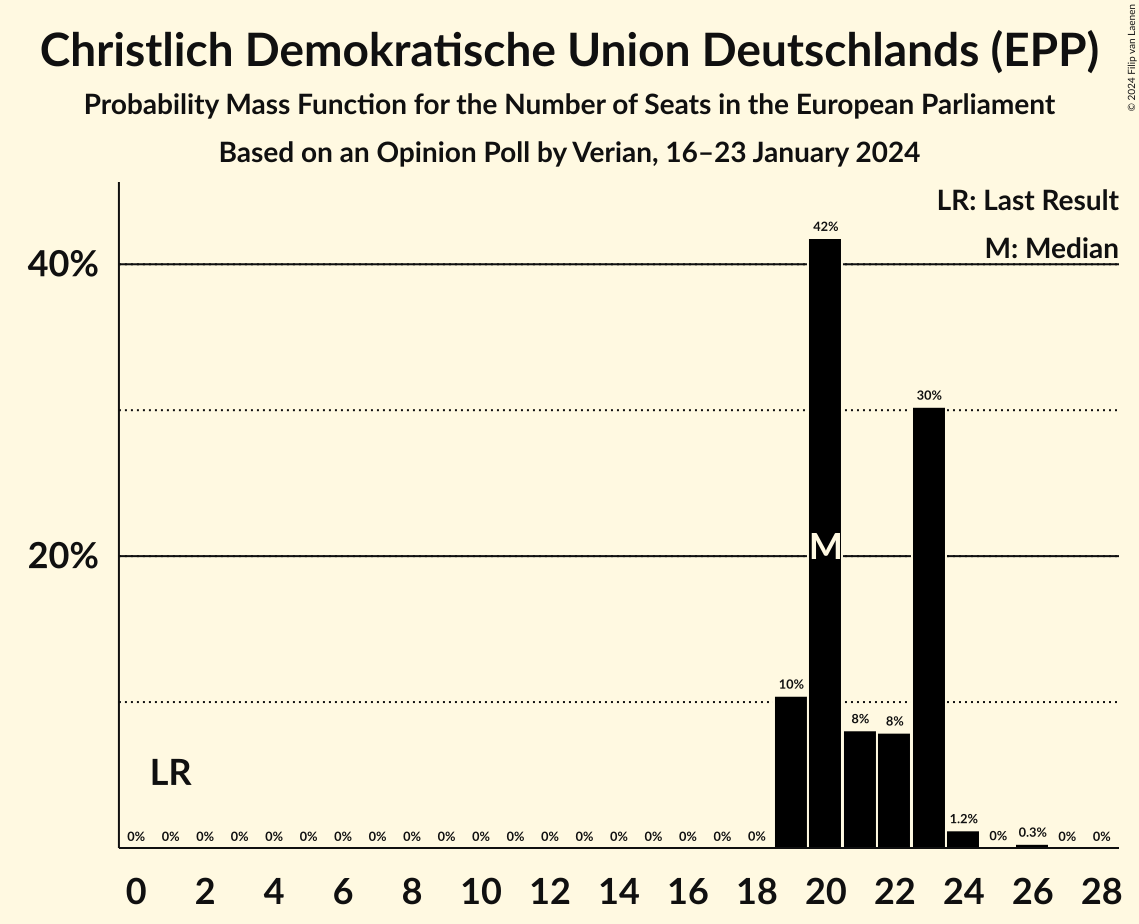 Christlich Demokratische Union Deutschlands (EPP)
Probability Mass Function for the Number of Seats in the European Parliament
Based on an Opinion Poll by Verian, 16–23 January 2024
© 2024 Filip van Laenen
LR: Last Result
M: Median
40%
20%
42%
30%
M
10%
8%
8%
LR
0% 0% 0% 0% 0% 0% 0% 0% 0% 0% 0% 0% 0% 0% 0% 0% 0% 0% 0% 1.2% 0% 0.3% 0% 0%
0 2 4 6 8 10 12 14 16 18 20 22 24 26 28